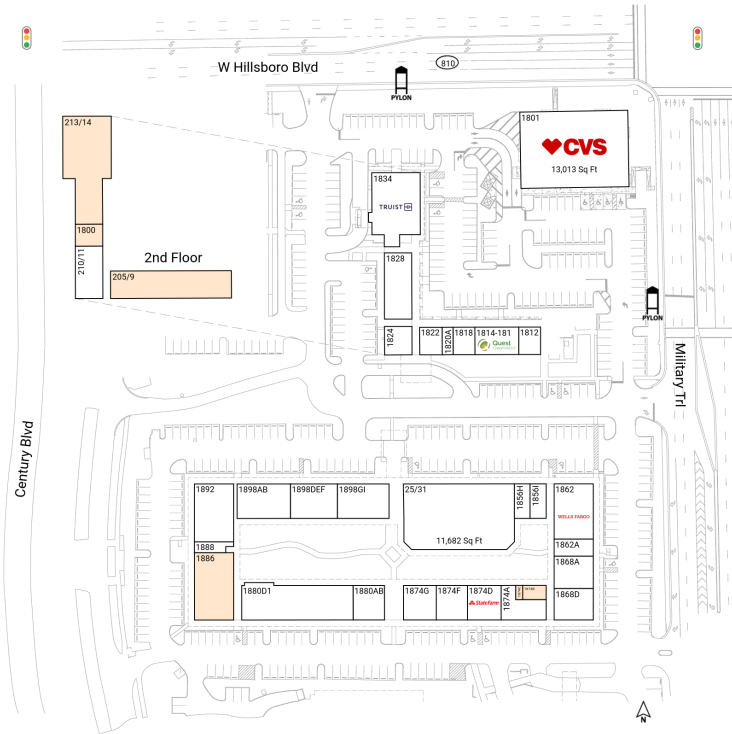 W Hillsboro Blvd
810
PYLON
213/14
1801
CVS
13,013 Sq Ft
1834
TRUIST
1800
210/11
2nd Floor
205/9
1828
PYLON
1824
1822
1820A
1818
1814-181
Quest
1812
Military Trl
Century Blvd
1892
1898AB
1898DEF
1898GI
25/31
11,682 Sq Ft
1856H
1856I
1862
WELLS FARGO
1888
1862A
1886
1868A
1880D1
1880AB
1874G
1874F
1874D
StateFarm
1874A
1868D
N